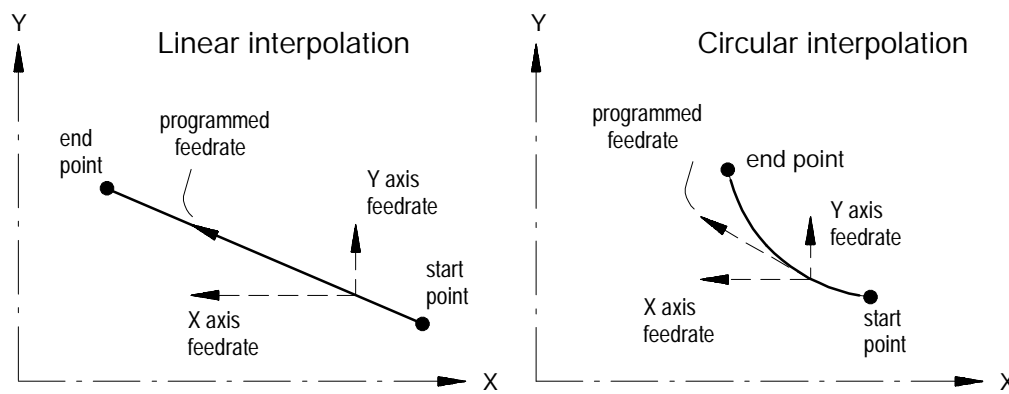 Y
Linear interpolation
programmed
feedrate
end
point
Y axis
feedrate
start
point
X axis
feedrate
X
Y
Circular interpolation
programmed
feedrate
end point
Y axis
feedrate
X axis
feedrate
start
point
X